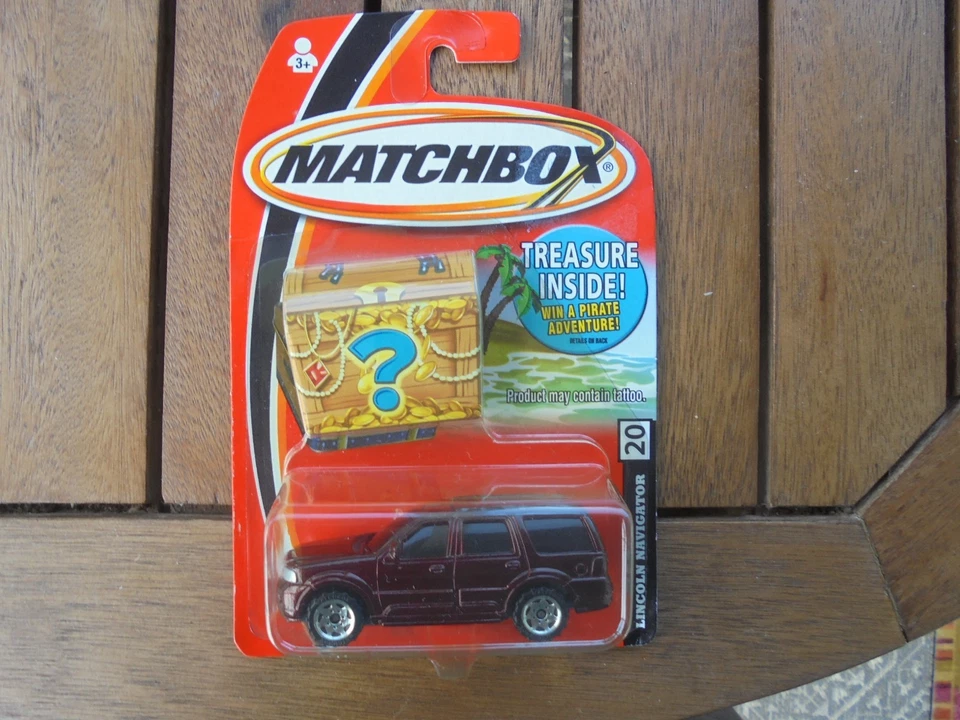 3+
MATCHBOX®
TREASURE
INSIDE!
WIN A PIRATE
ADVENTURE!
DETAILS ON BACK
?
Product may contain tattoo.
20
LINCOLN NAVIGATOR